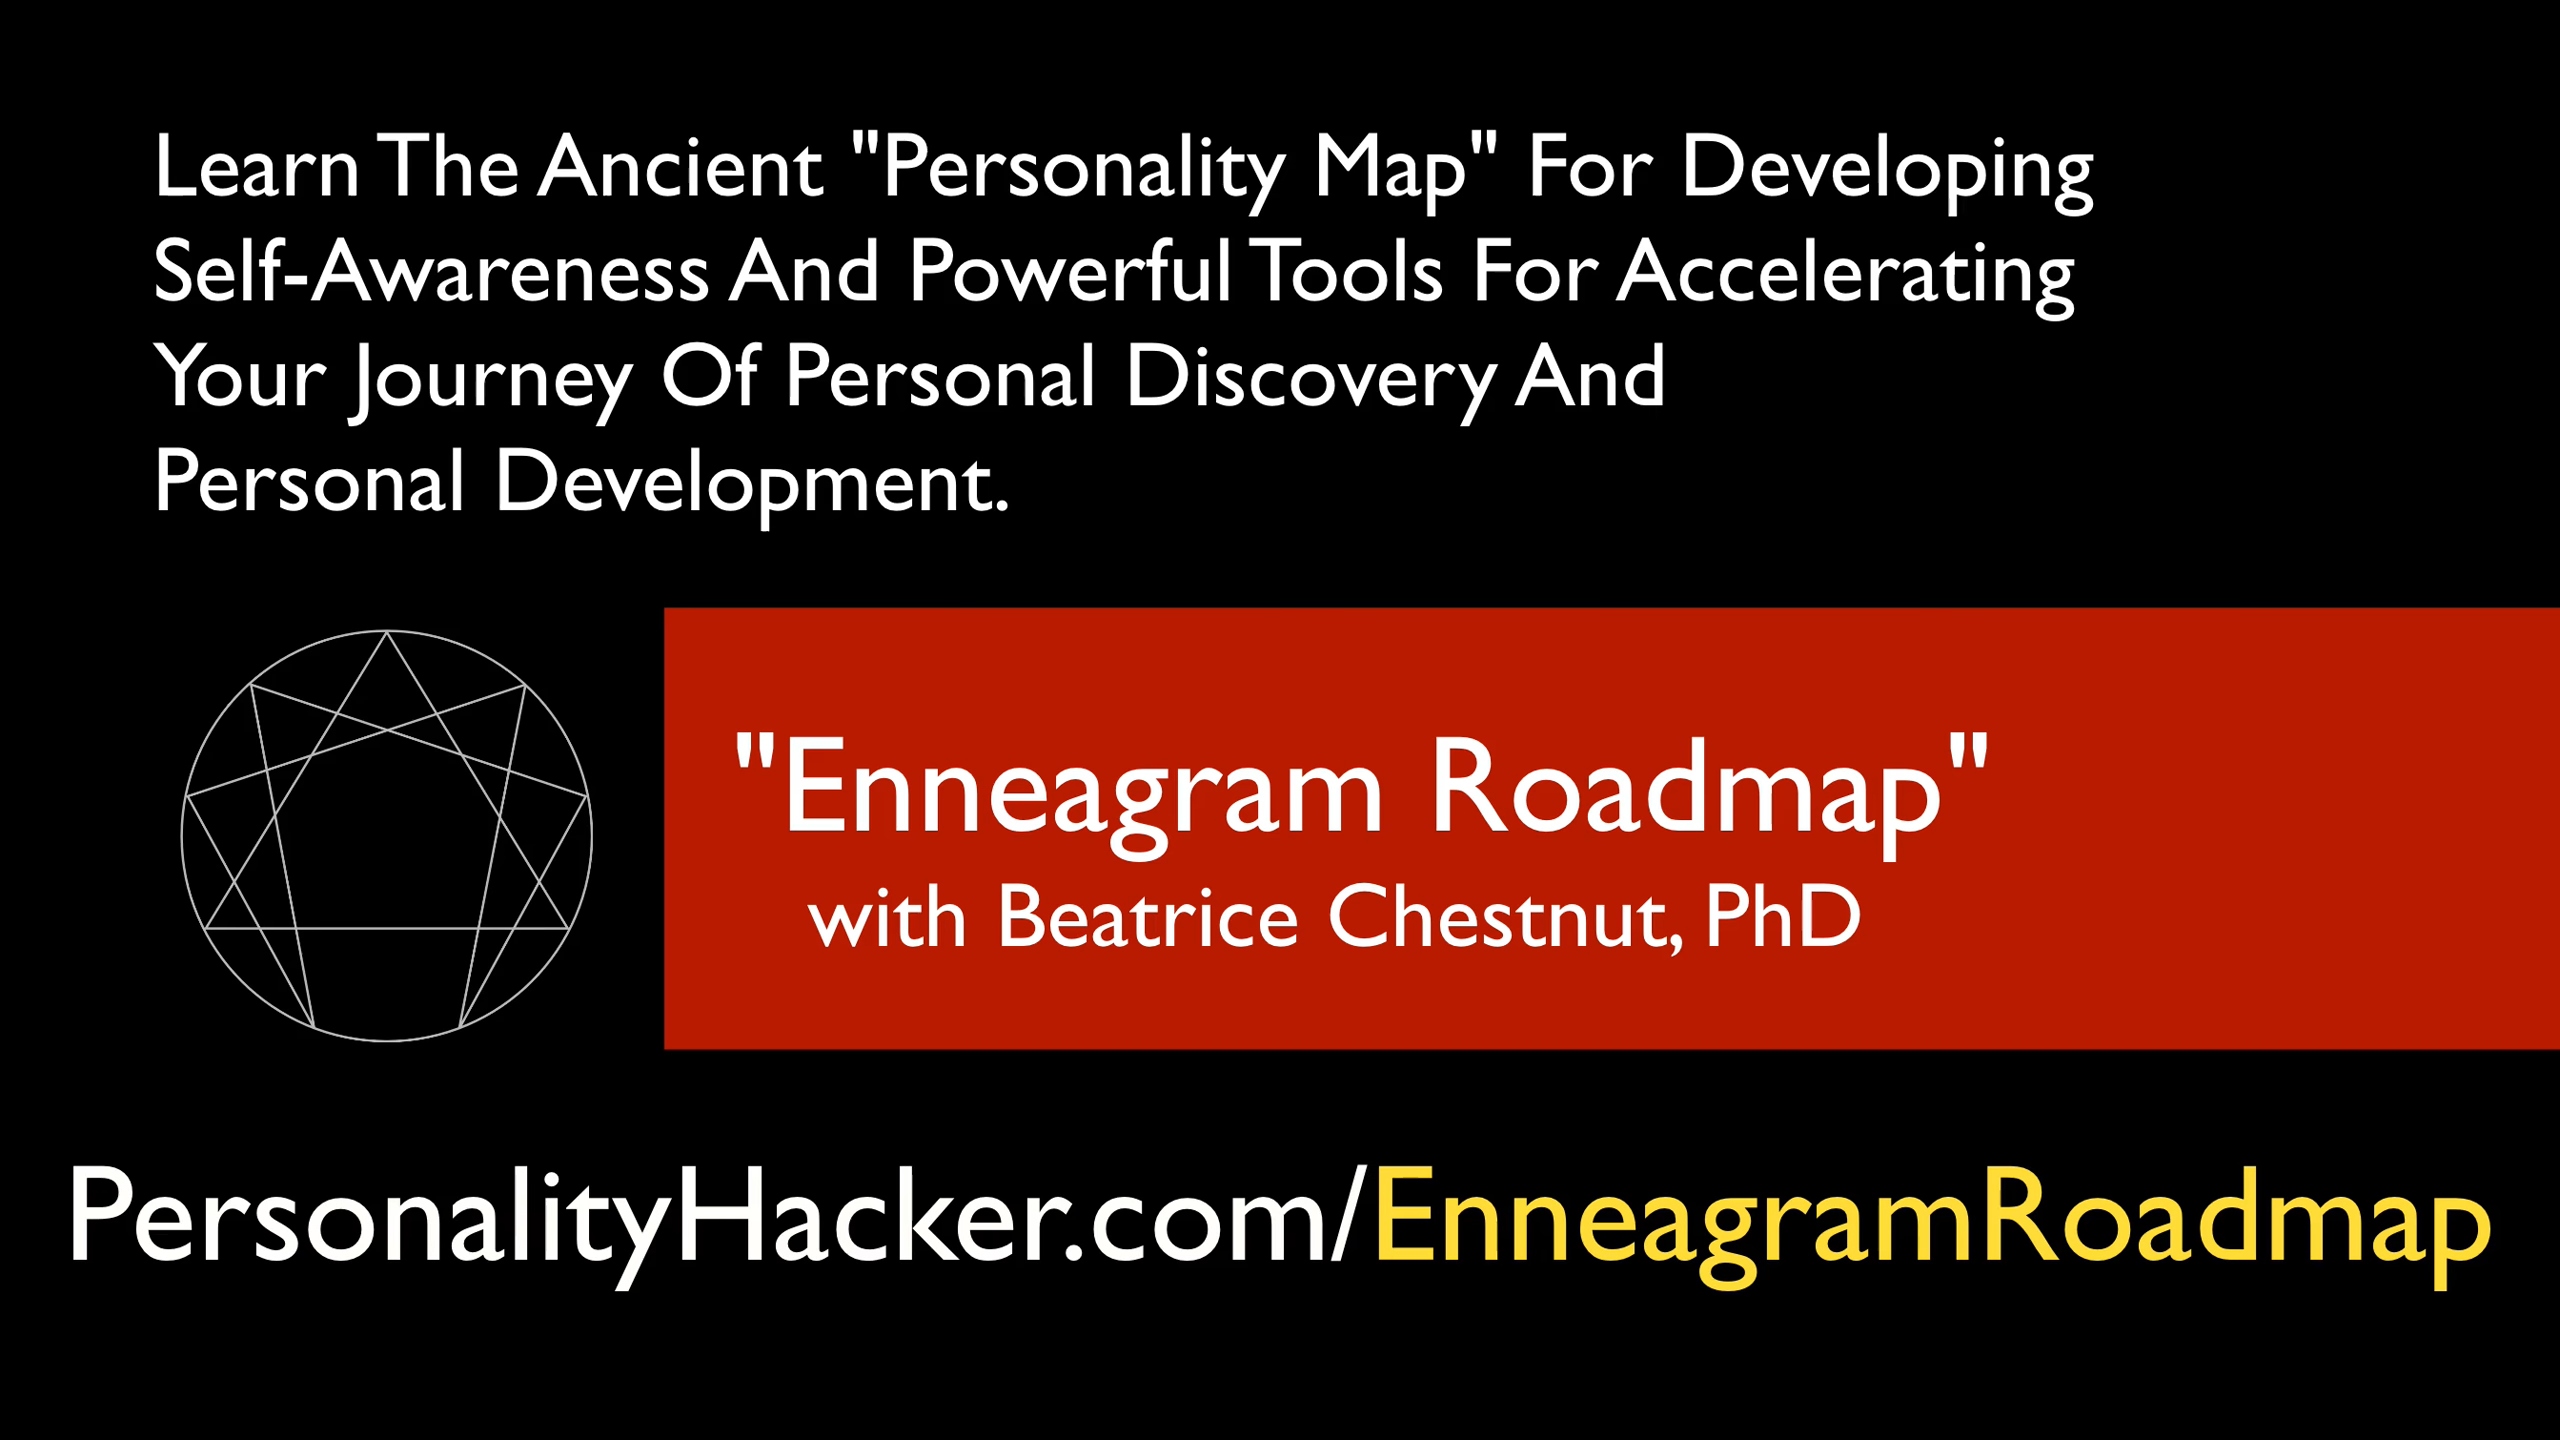 Learn The Ancient "Personality Map" For Developing
Self-Awareness And Powerful Tools For Accelerating
Your Journey Of Personal Discovery And
Personal Development.
"Enneagram Roadmap"
with Beatrice Chestnut, PhD
PersonalityHacker.com/EnneagramRoadmap